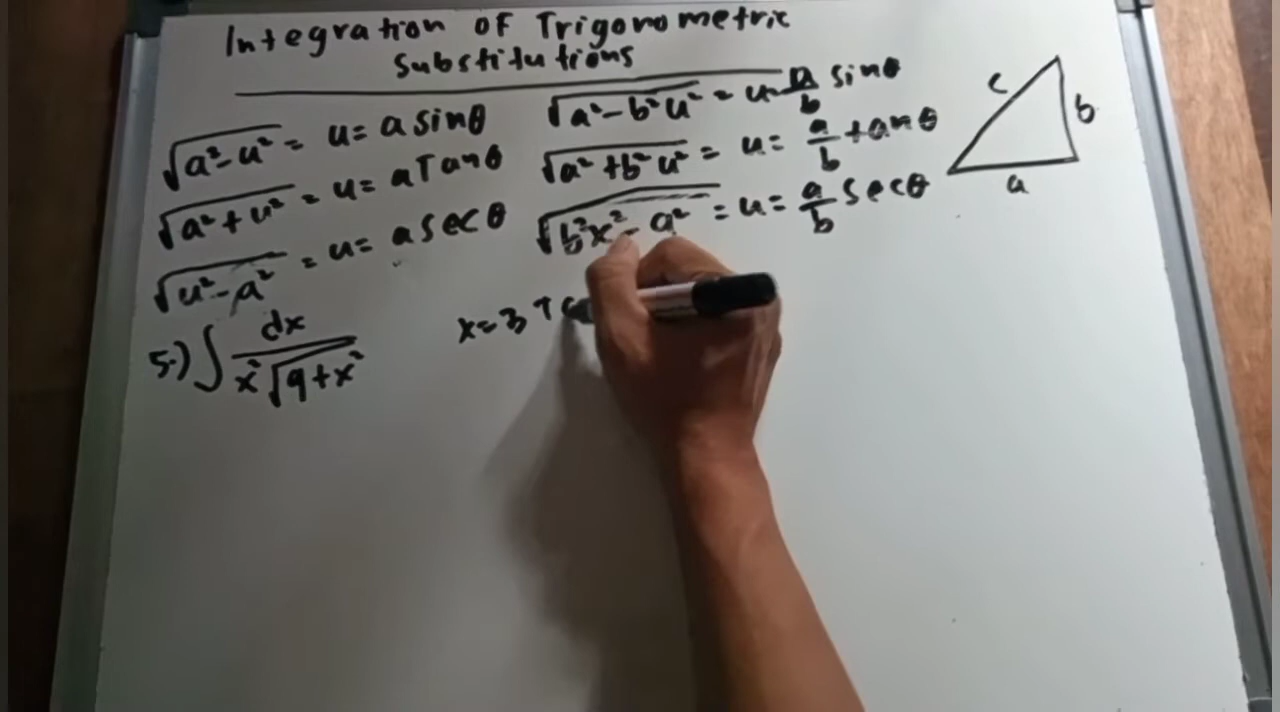 Integration of Trigonometric
Substitutions
√a²-u² = u = a sinθ
√a²+u² = u = a Tanθ
√u²-a² = u = a secθ
√a²-b²u² = u = a/b sinθ
√a²+b²u² = u = a/b tanθ
√b²x²-a² = u = a/b secθ
c
b
a
5.) ∫ dx / x²√9+x²
x = 3 Ta